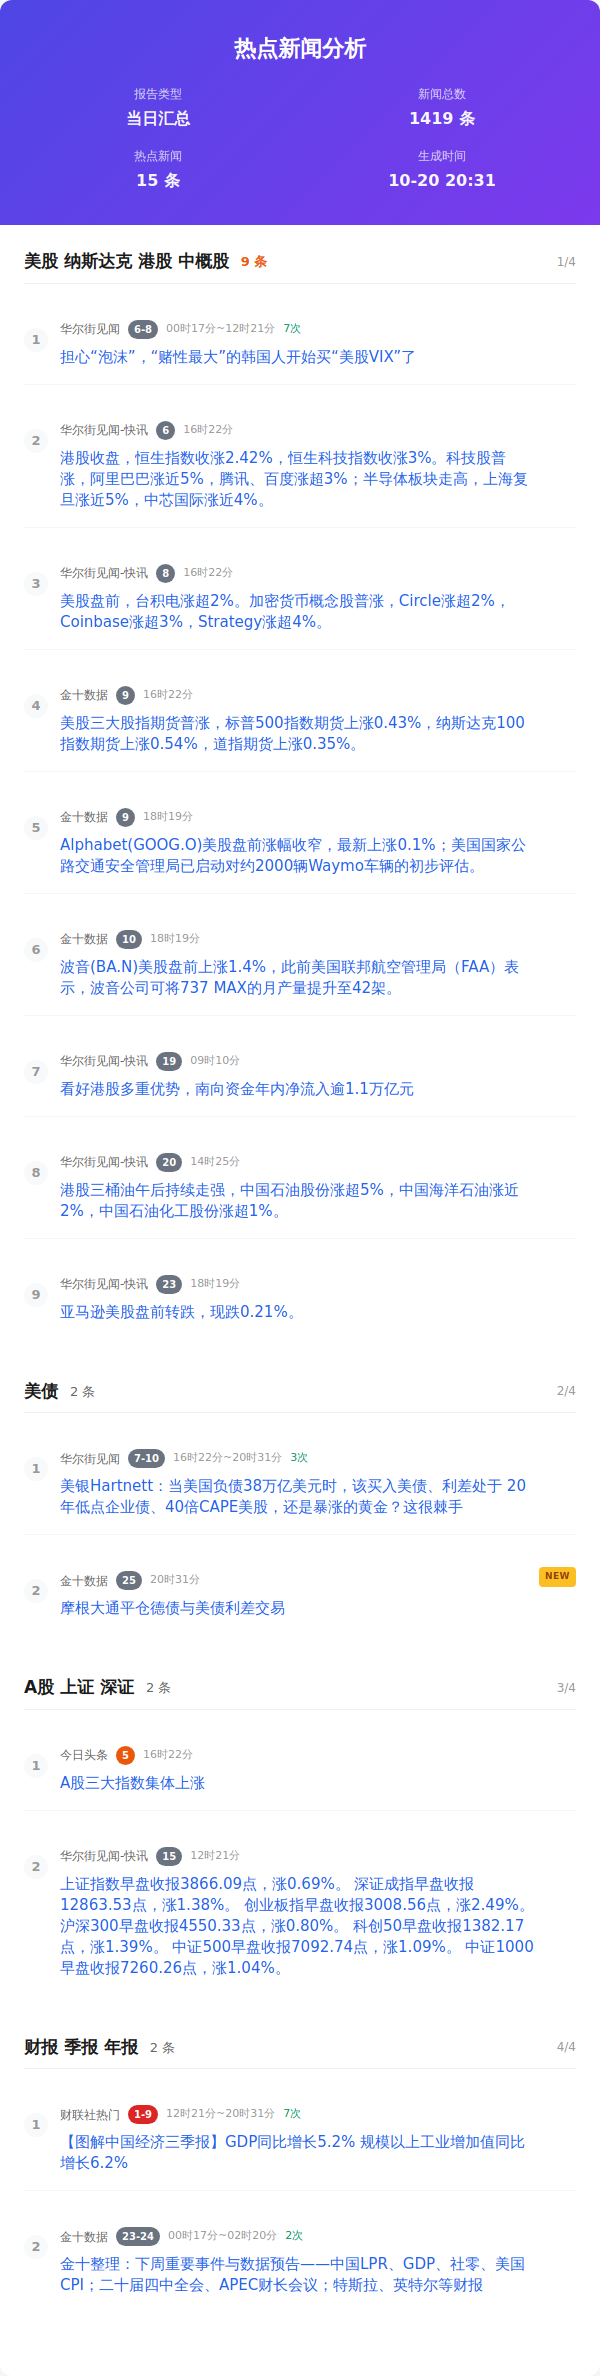 热点新闻分析
报告类型
当日汇总
新闻总数
1419 条
热点新闻
15 条
生成时间
10-20 20:31
美股 纳斯达克 港股 中概股 9 条 1/4
1 华尔街见闻 6-8 00时17分~12时21分 7次
担心“泡沫”，“赌性最大”的韩国人开始买“美股VIX”了
2 华尔街见闻-快讯 6 16时22分
港股收盘，恒生指数收涨2.42%，恒生科技指数收涨3%。科技股普
涨，阿里巴巴涨近5%，腾讯、百度涨超3%；半导体板块走高，上海复
旦涨近5%，中芯国际涨近4%。
3 华尔街见闻-快讯 8 16时22分
美股盘前，台积电涨超2%。加密货币概念股普涨，Circle涨超2%，
Coinbase涨超3%，Strategy涨超4%。
4 金十数据 9 16时22分
美股三大股指期货普涨，标普500指数期货上涨0.43%，纳斯达克100
指数期货上涨0.54%，道指期货上涨0.35%。
5 金十数据 9 18时19分
Alphabet(GOOG.O)美股盘前涨幅收窄，最新上涨0.1%；美国国家公
路交通安全管理局已启动对约2000辆Waymo车辆的初步评估。
6 金十数据 10 18时19分
波音(BA.N)美股盘前上涨1.4%，此前美国联邦航空管理局（FAA）表
示，波音公司可将737 MAX的月产量提升至42架。
7 华尔街见闻-快讯 19 09时10分
看好港股多重优势，南向资金年内净流入逾1.1万亿元
8 华尔街见闻-快讯 20 14时25分
港股三桶油午后持续走强，中国石油股份涨超5%，中国海洋石油涨近
2%，中国石油化工股份涨超1%。
9 华尔街见闻-快讯 23 18时19分
亚马逊美股盘前转跌，现跌0.21%。
美债 2 条 2/4
1 华尔街见闻 7-10 16时22分~20时31分 3次
美银Hartnett：当美国负债38万亿美元时，该买入美债、利差处于 20
年低点企业债、40倍CAPE美股，还是暴涨的黄金？这很棘手
2 金十数据 25 20时31分 NEW
摩根大通平仓德债与美债利差交易
A股 上证 深证 2 条 3/4
1 今日头条 5 16时22分
A股三大指数集体上涨
2 华尔街见闻-快讯 15 12时21分
上证指数早盘收报3866.09点，涨0.69%。 深证成指早盘收报
12863.53点，涨1.38%。 创业板指早盘收报3008.56点，涨2.49%。
沪深300早盘收报4550.33点，涨0.80%。 科创50早盘收报1382.17
点，涨1.39%。 中证500早盘收报7092.74点，涨1.09%。 中证1000
早盘收报7260.26点，涨1.04%。
财报 季报 年报 2 条 4/4
1 财联社热门 1-9 12时21分~20时31分 7次
【图解中国经济三季报】GDP同比增长5.2% 规模以上工业增加值同比
增长6.2%
2 金十数据 23-24 00时17分~02时20分 2次
金十整理：下周重要事件与数据预告——中国LPR、GDP、社零、美国
CPI；二十届四中全会、APEC财长会议；特斯拉、英特尔等财报